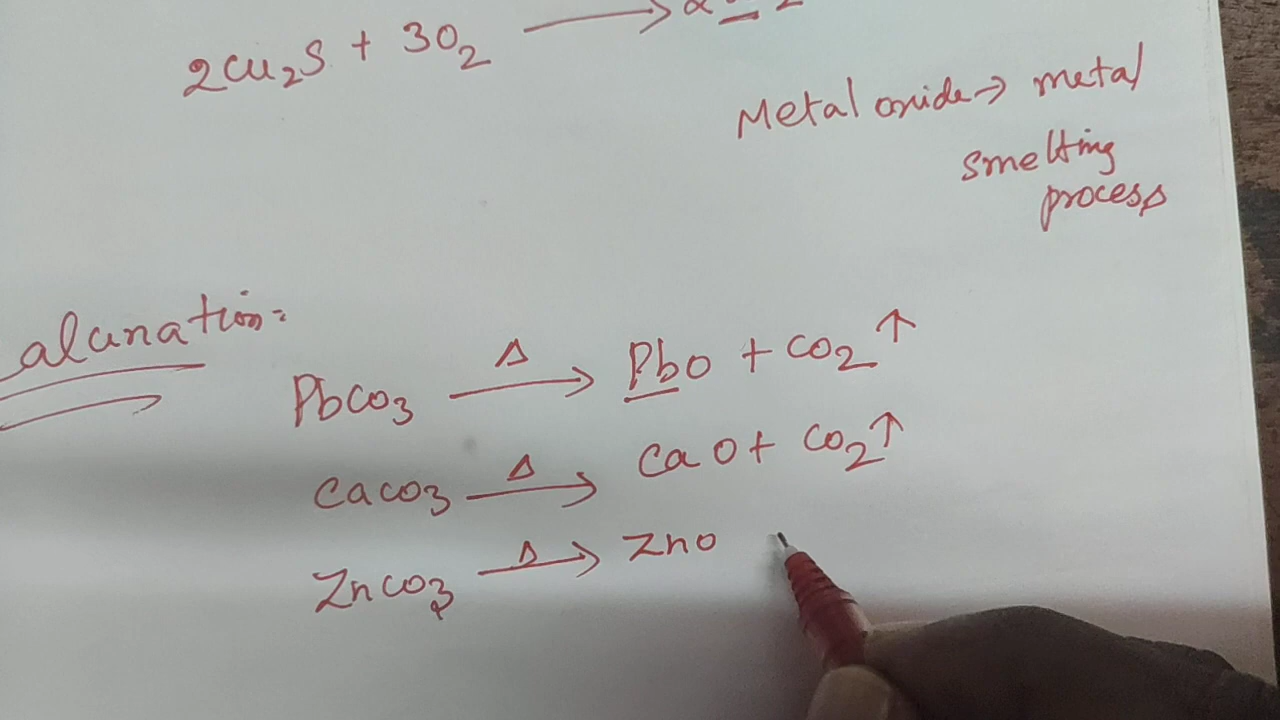 2Cu₂S + 3O₂ ⟶
Metal oxide → metal
smelting
process
alcination:-
PbCO₃ —Δ→ PbO + CO₂ ↑
CaCO₃ —Δ→ CaO + CO₂ ↑
ZnCO₃ —Δ→ ZnO